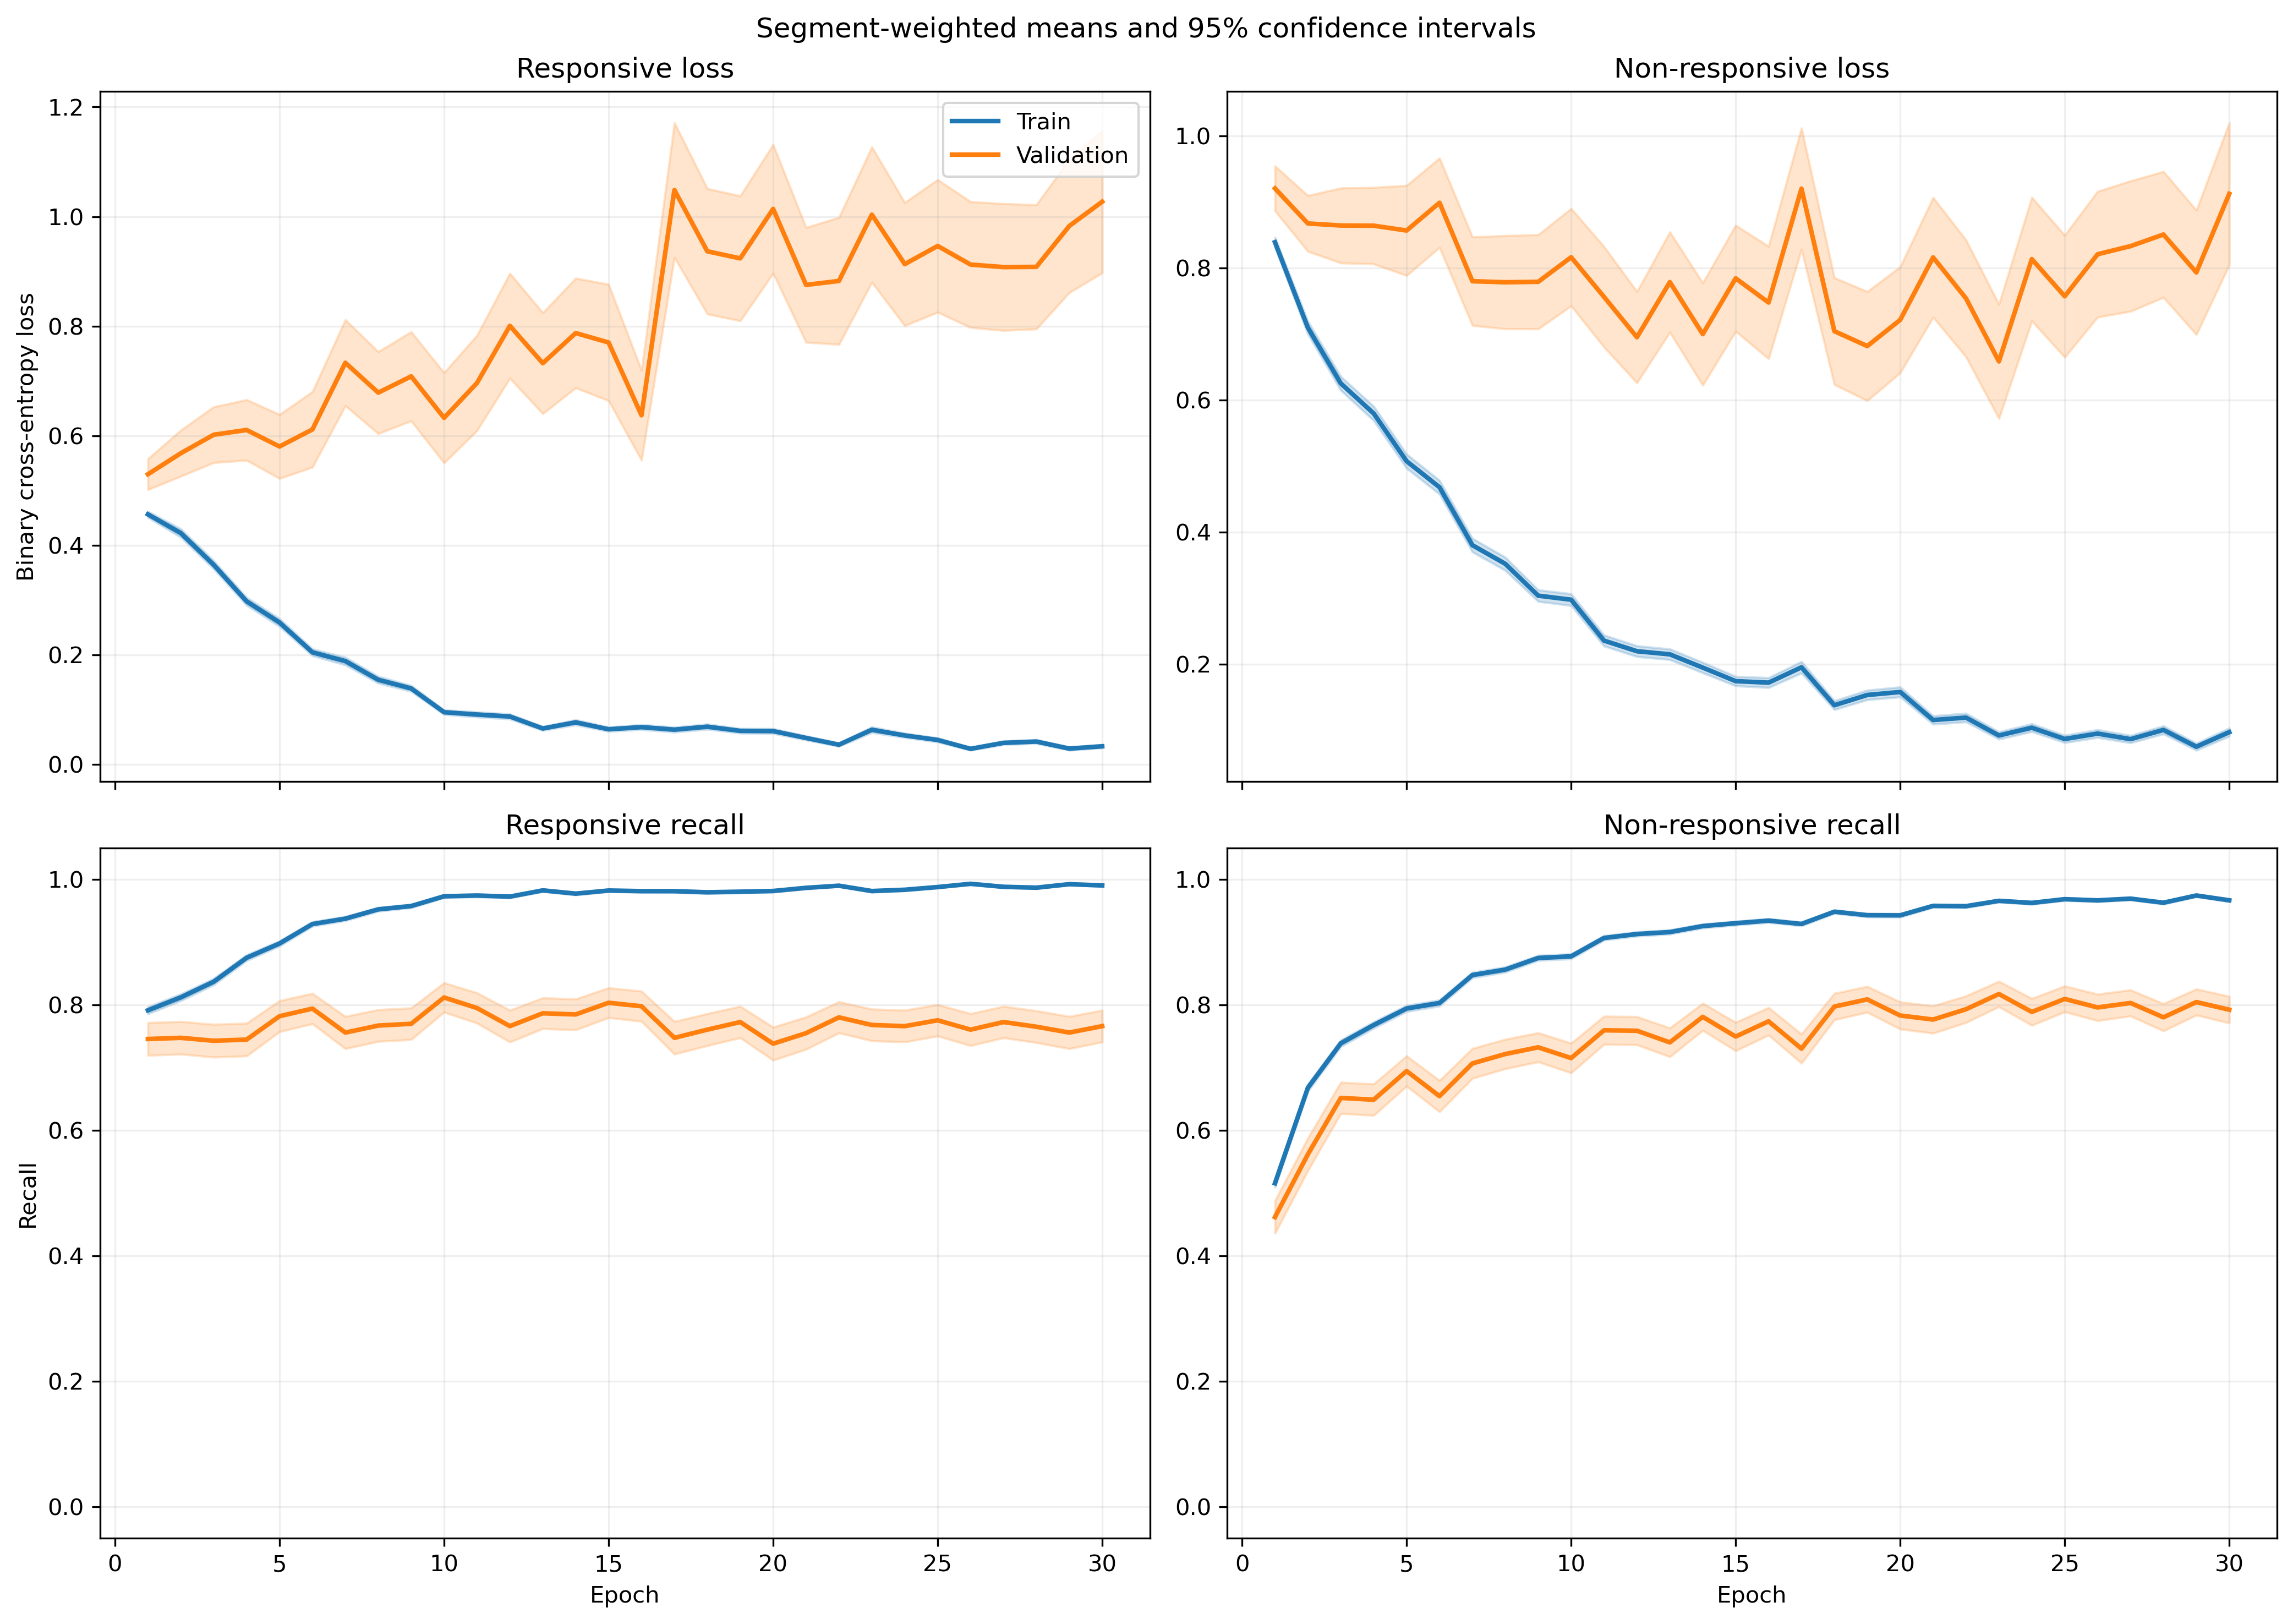 Segment-weighted means and 95% confidence intervals
Responsive loss
Non-responsive loss
Binary cross-entropy loss
1.2
1.0
0.8
0.6
0.4
0.2
0.0
Train
Validation
1.0
0.8
0.6
0.4
0.2
Responsive recall
Non-responsive recall
Recall
1.0
0.8
0.6
0.4
0.2
0.0
0 5 10 15 20 25 30
Epoch
1.0
0.8
0.6
0.4
0.2
0.0
0 5 10 15 20 25 30
Epoch